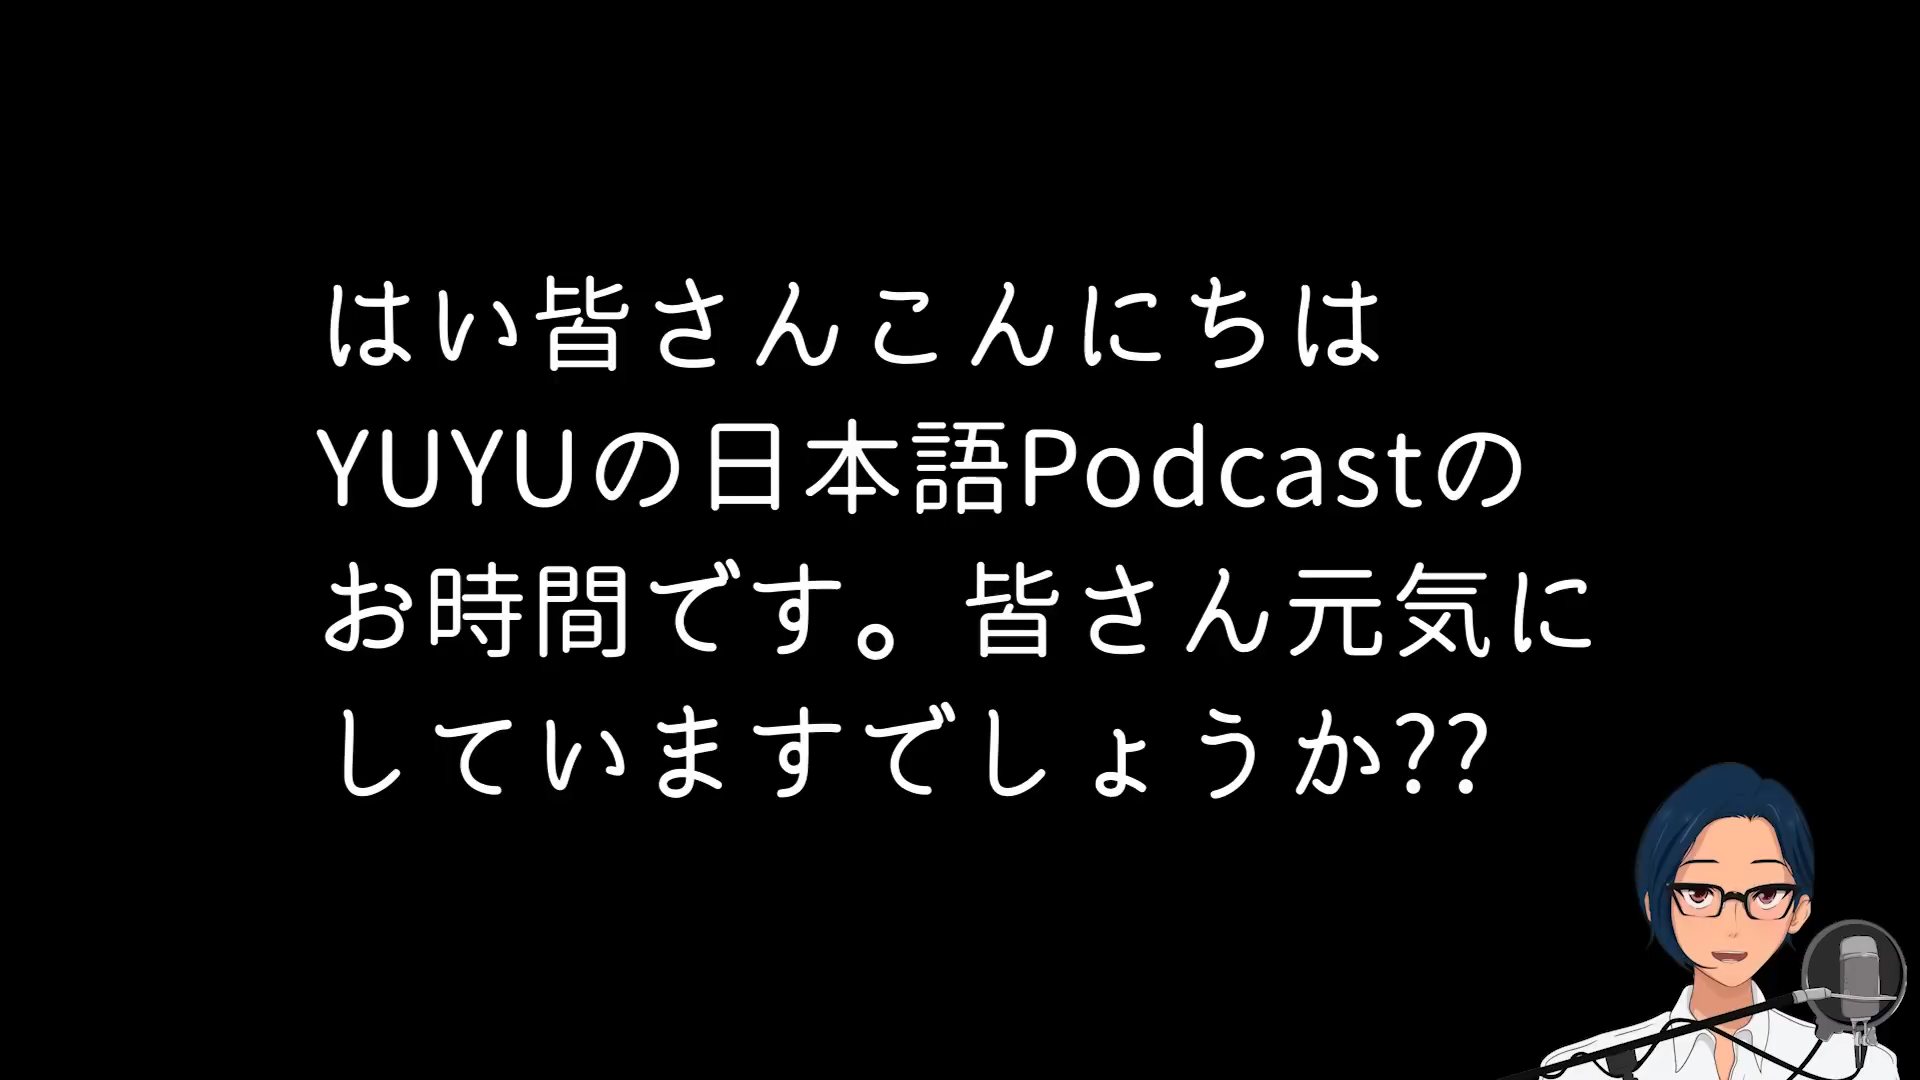 はい皆さんこんにちは
YUYUの日本語Podcastの
お時間です。皆さん元気に
していますでしょうか??